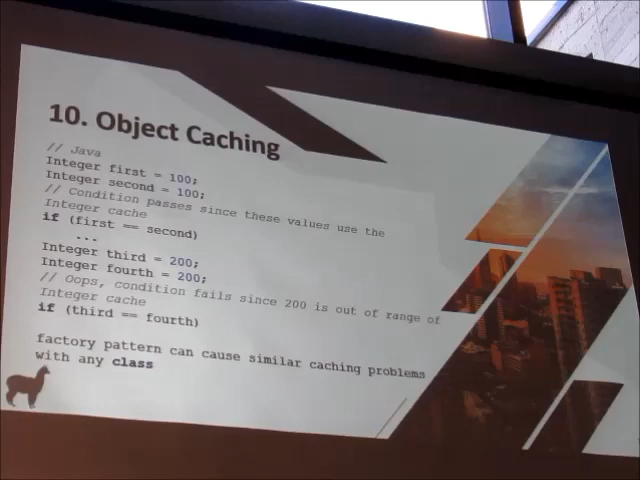 10. Object Caching
// Java
Integer first = 100;
Integer second = 100;
// Condition passes since these values use the
Integer cache
if (first == second)
...
Integer third = 200;
Integer fourth = 200;
// Oops, condition fails since 200 is out of range of
Integer cache
if (third == fourth)
factory pattern can cause similar caching problems
with any class